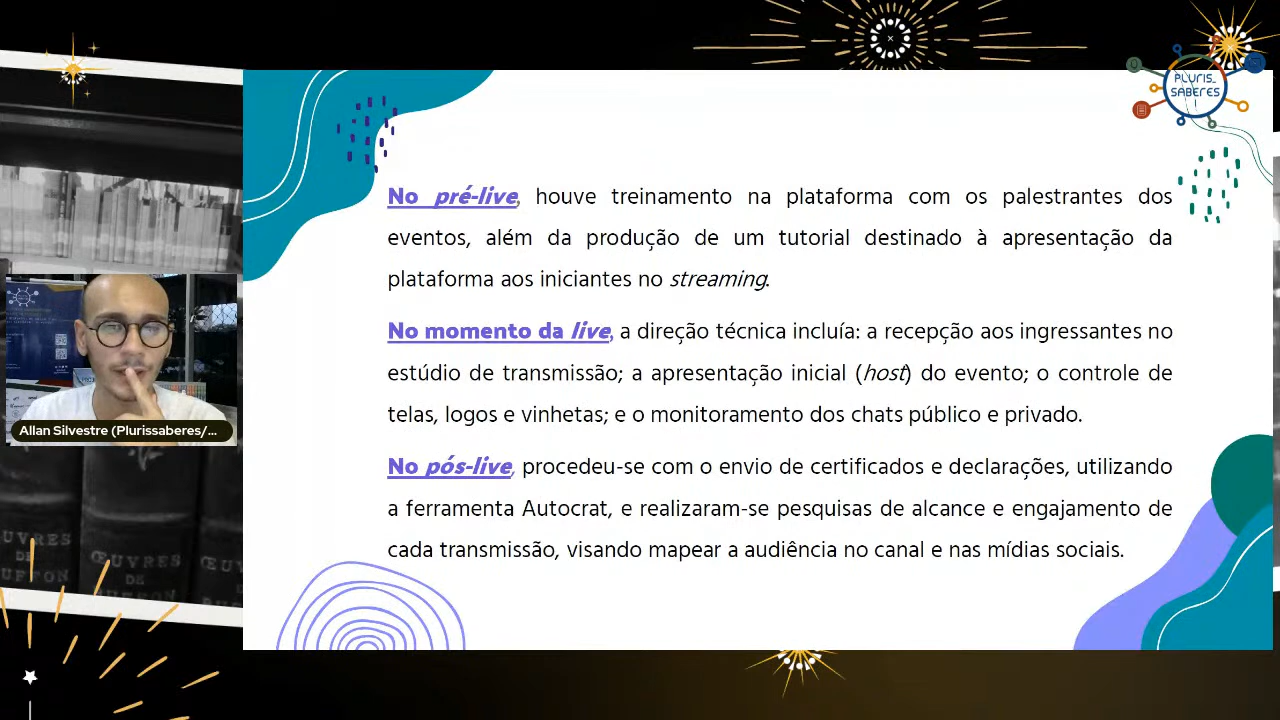 PLURIS_
SABERES
No pré-live, houve treinamento na plataforma com os palestrantes dos
eventos, além da produção de um tutorial destinado à apresentação da
plataforma aos iniciantes no streaming.
No momento da live, a direção técnica incluía: a recepção aos ingressantes no
estúdio de transmissão; a apresentação inicial (host) do evento; o controle de
telas, logos e vinhetas; e o monitoramento dos chats público e privado.
No pós-live, procedeu-se com o envio de certificados e declarações, utilizando
a ferramenta Autocrat, e realizaram-se pesquisas de alcance e engajamento de
cada transmissão, visando mapear a audiência no canal e nas mídias sociais.
Allan Silvestre (Plurissaberes/...
ŒUVRES
DE